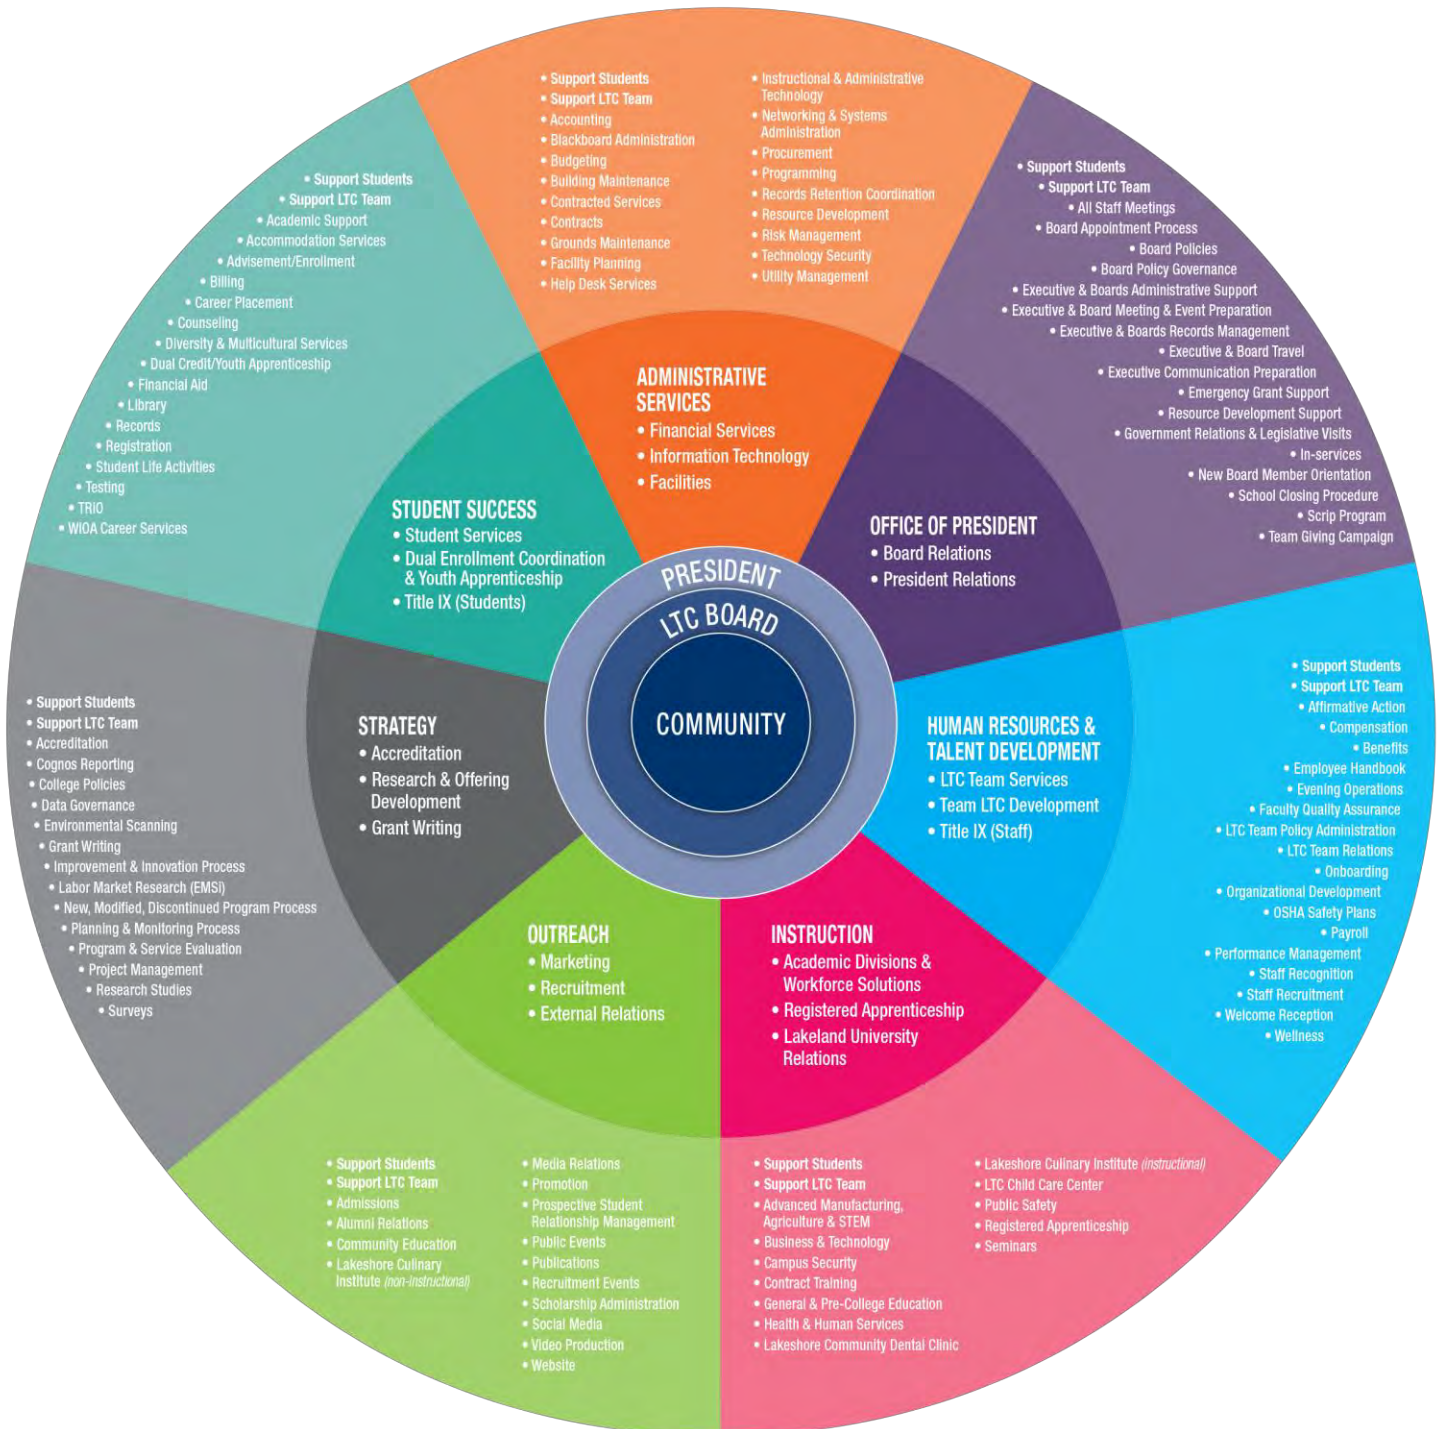 • Support Students
• Support LTC Team
• Accounting
• Blackboard Administration
• Budgeting
• Building Maintenance
• Contracted Services
• Contracts
• Grounds Maintenance
• Facility Planning
• Help Desk Services
• Instructional & Administrative
Technology
• Networking & Systems
Administration
• Procurement
• Programming
• Records Retention Coordination
• Resource Development
• Risk Management
• Technology Security
• Utility Management
ADMINISTRATIVE
SERVICES
• Financial Services
• Information Technology
• Facilities
• Support Students
• Support LTC Team
• All Staff Meetings
• Board Appointment Process
• Board Policies
• Board Policy Governance
• Executive & Boards Administrative Support
• Executive & Board Meeting & Event Preparation
• Executive & Boards Records Management
• Executive & Board Travel
• Executive Communication Preparation
• Emergency Grant Support
• Resource Development Support
• Government Relations & Legislative Visits
• In-services
• New Board Member Orientation
• School Closing Procedure
• Scrip Program
• Team Giving Campaign
OFFICE OF PRESIDENT
• Board Relations
• President Relations
• Support Students
• Support LTC Team
• Affirmative Action
• Compensation
• Benefits
• Employee Handbook
• Evening Operations
• Faculty Quality Assurance
• LTC Team Policy Administration
• LTC Team Relations
• Onboarding
• Organizational Development
• OSHA Safety Plans
• Payroll
• Performance Management
• Staff Recognition
• Staff Recruitment
• Welcome Reception
• Wellness
HUMAN RESOURCES &
TALENT DEVELOPMENT
• LTC Team Services
• Team LTC Development
• Title IX (Staff)
INSTRUCTION
• Academic Divisions &
Workforce Solutions
• Registered Apprenticeship
• Lakeland University
Relations
• Support Students
• Support LTC Team
• Advanced Manufacturing,
Agriculture & STEM
• Business & Technology
• Campus Security
• Contract Training
• General & Pre-College Education
• Health & Human Services
• Lakeshore Community Dental Clinic
• Lakeshore Culinary Institute (instructional)
• LTC Child Care Center
• Public Safety
• Registered Apprenticeship
• Seminars
OUTREACH
• Marketing
• Recruitment
• External Relations
• Support Students
• Support LTC Team
• Admissions
• Alumni Relations
• Community Education
• Lakeshore Culinary
Institute (non-instructional)
• Media Relations
• Promotion
• Prospective Student
Relationship Management
• Public Events
• Publications
• Recruitment Events
• Scholarship Administration
• Social Media
• Video Production
• Website
STRATEGY
• Accreditation
• Research & Offering
Development
• Grant Writing
• Support Students
• Support LTC Team
• Accreditation
• Cognos Reporting
• College Policies
• Data Governance
• Environmental Scanning
• Grant Writing
• Improvement & Innovation Process
• Labor Market Research (EMSI)
• New, Modified, Discontinued Program Process
• Planning & Monitoring Process
• Program & Service Evaluation
• Project Management
• Research Studies
• Surveys
STUDENT SUCCESS
• Student Services
• Dual Enrollment Coordination
& Youth Apprenticeship
• Title IX (Students)
• Support Students
• Support LTC Team
• Academic Support
• Accommodation Services
• Advisement/Enrollment
• Billing
• Career Placement
• Counseling
• Diversity & Multicultural Services
• Dual Credit/Youth Apprenticeship
• Financial Aid
• Library
• Records
• Registration
• Student Life Activities
• Testing
• TRIO
• WIOA Career Services
PRESIDENT
LTC BOARD
COMMUNITY